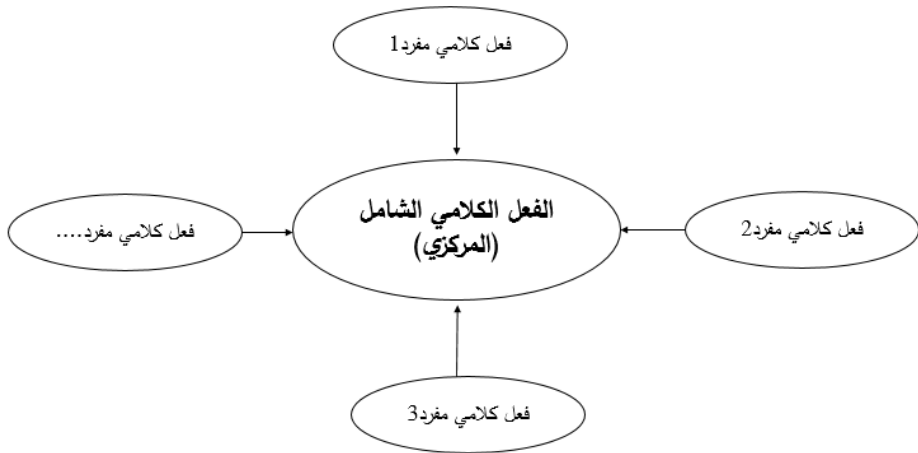 فعل كلامي مفرد1
الفعل الكلامي الشامل
(المركزي)
فعل كلامي مفرد2
فعل كلامي مفرد....
فعل كلامي مفرد3